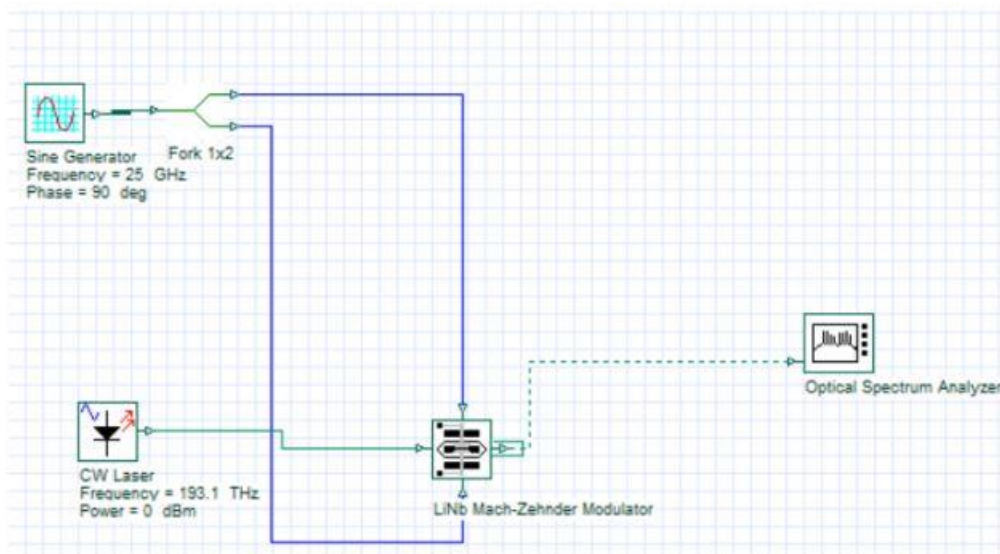 Sine Generator
Frequency = 25 GHz
Phase = 90 deg
Fork 1x2
Optical Spectrum Analyzer
CW Laser
Frequency = 193.1 THz
Power = 0 dBm
LiNb Mach-Zehnder Modulator